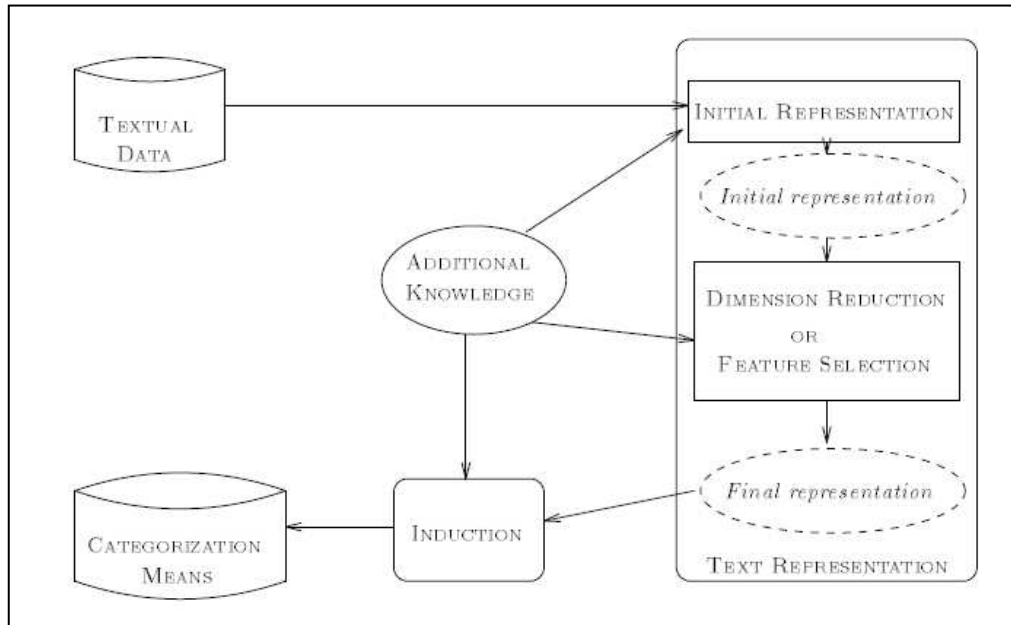 TEXTUAL
DATA
INITIAL REPRESENTATION
Initial representation
ADDITIONAL
KNOWLEDGE
DIMENSION REDUCTION
OR
FEATURE SELECTION
Final representation
TEXT REPRESENTATION
INDUCTION
CATEGORIZATION
MEANS